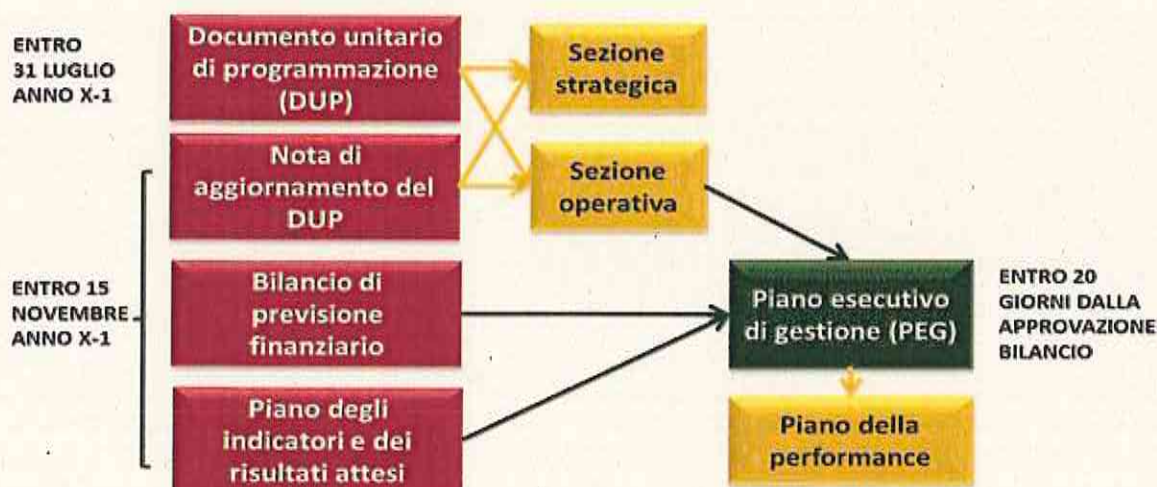 ENTRO
31 LUGLIO
ANNO X-1
Documento unitario
di programmazione
(DUP)
Sezione
strategica
Nota di
aggiornamento del
DUP
Sezione
operativa
ENTRO 15
NOVEMBRE
ANNO X-1
Bilancio di
previsione
finanziario
Piano esecutivo
di gestione (PEG)
ENTRO 20
GIORNI DALLA
APPROVAZIONE
BILANCIO
Piano degli
indicatori e dei
risultati attesi
Piano della
performance